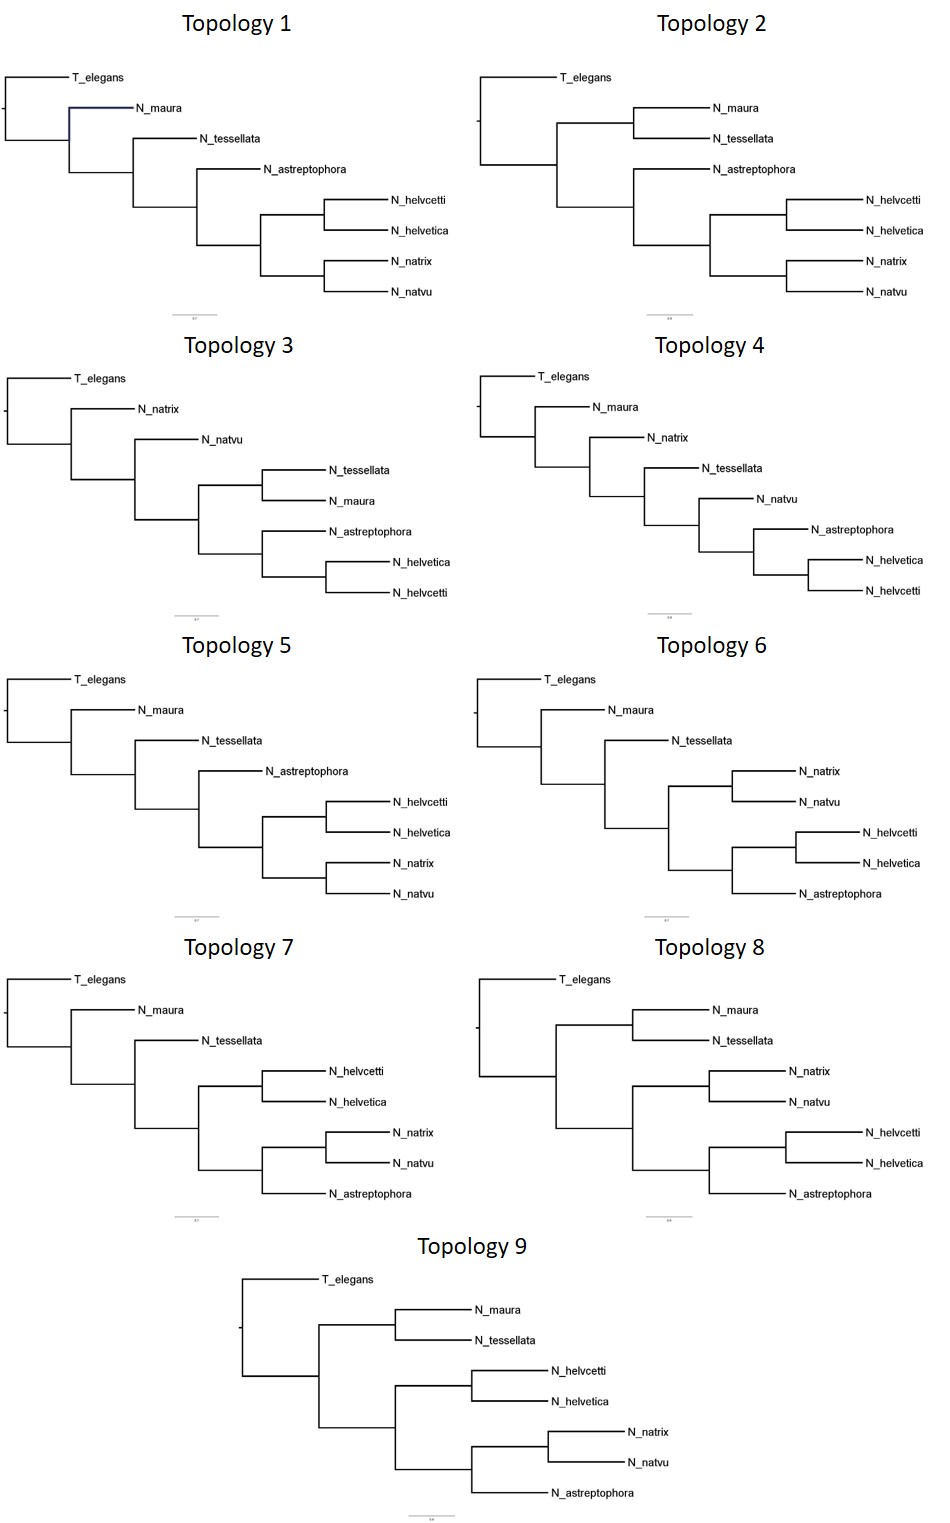 Topology 1
T_elegans
N_maura
N_tessellata
N_astreptophora
N_helvcetti
N_helvetica
N_natrix
N_natvu
Topology 2
T_elegans
N_maura
N_tessellata
N_astreptophora
N_helvcetti
N_helvetica
N_natrix
N_natvu
Topology 3
T_elegans
N_natrix
N_natvu
N_tessellata
N_maura
N_astreptophora
N_helvetica
N_helvcetti
Topology 4
T_elegans
N_maura
N_natrix
N_tessellata
N_natvu
N_astreptophora
N_helvetica
N_helvcetti
Topology 5
T_elegans
N_maura
N_tessellata
N_astreptophora
N_helvcetti
N_helvetica
N_natrix
N_natvu
Topology 6
T_elegans
N_maura
N_tessellata
N_natrix
N_natvu
N_helvcetti
N_helvetica
N_astreptophora
Topology 7
T_elegans
N_maura
N_tessellata
N_helvcetti
N_helvetica
N_natrix
N_natvu
N_astreptophora
Topology 8
T_elegans
N_maura
N_tessellata
N_natrix
N_natvu
N_helvcetti
N_helvetica
N_astreptophora
Topology 9
T_elegans
N_maura
N_tessellata
N_helvcetti
N_helvetica
N_natrix
N_natvu
N_astreptophora